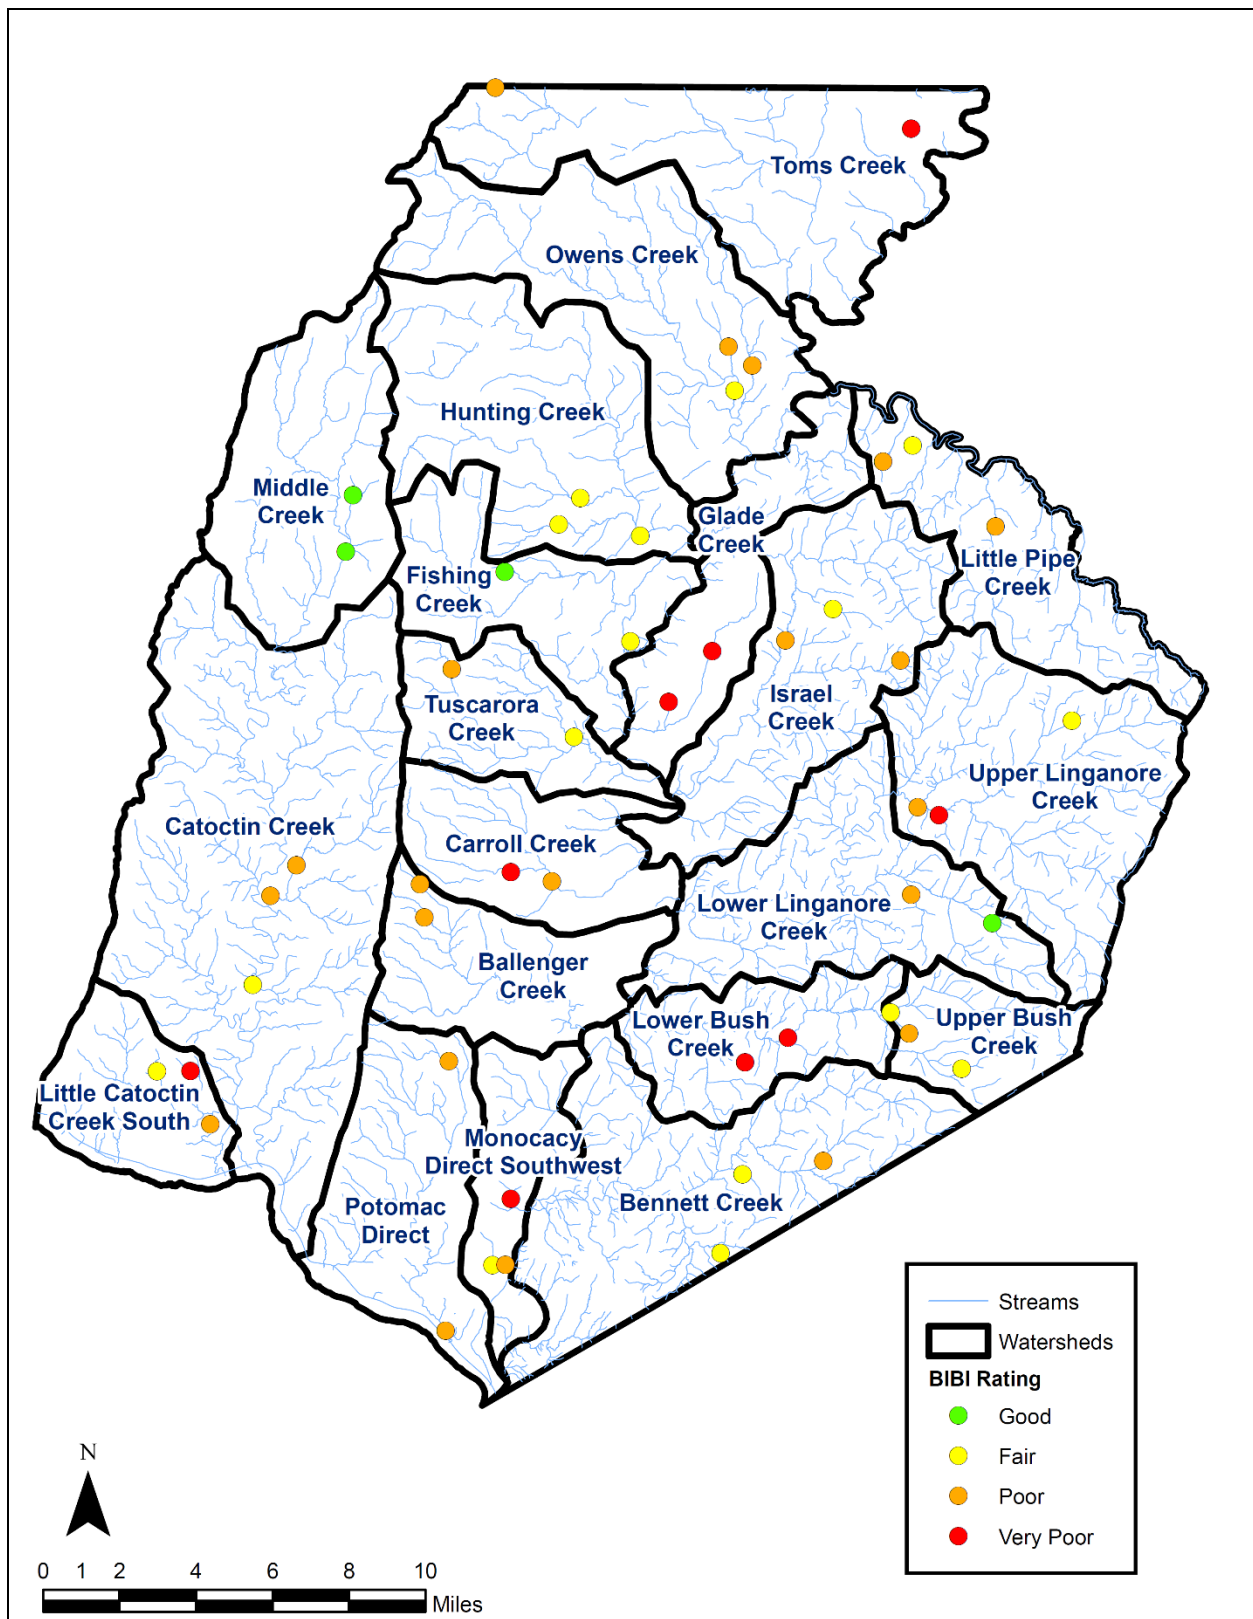 Toms Creek
Owens Creek
Hunting Creek
Middle
Creek
Glade
Creek
Little Pipe
Creek
Fishing
Creek
Tuscarora
Creek
Israel
Creek
Upper Linganore
Creek
Catoctin Creek
Carroll Creek
Lower Linganore
Creek
Ballenger
Creek
Lower Bush
Creek
Upper Bush
Creek
Little Catoctin
Creek South
Monocacy
Direct Southwest
Potomac
Direct
Bennett Creek
Streams
Watersheds
BIBI Rating
Good
Fair
Poor
Very Poor
N
0 1 2 4 6 8 10
Miles